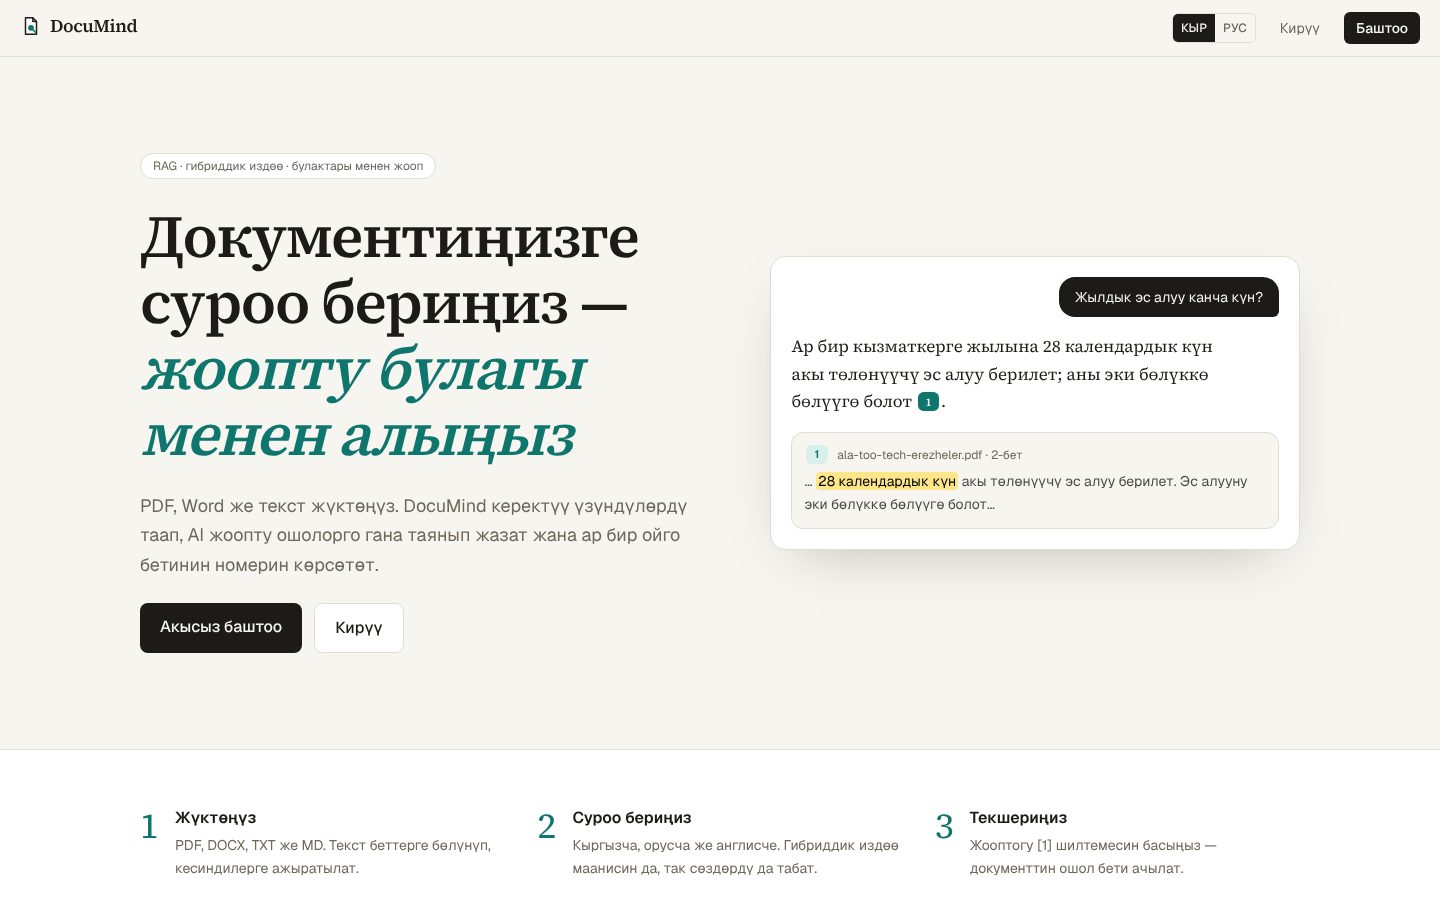 DocuMind
КЫР РУС Кирүү Баштоо
RAG · гибриддик издөө · булактары менен жооп
Документиңизге
суроо бериңиз —
жоопту булагы
менен алыңыз
PDF, Word же текст жүктөңүз. DocuMind керектүү үзүндүлөрдү
таап, AI жоопту ошолорго гана таянып жазат жана ар бир ойго
бетинин номерин көрсөтөт.
Акысыз баштоо Кирүү
Жылдык эс алуу канча күн?
Ар бир кызматкерге жылына 28 календардык күн
акы төлөнүүчү эс алуу берилет; аны эки бөлүккө
бөлүүгө болот 1 .
1 ala-too-tech-erezheler.pdf · 2-бет
... 28 календардык күн акы төлөнүүчү эс алуу берилет. Эс алууну
эки бөлүккө бөлүүгө болот...
1 Жүктөңүз
PDF, DOCX, TXT же MD. Текст беттерге бөлүнүп,
кесиндилерге ажыратылат.
2 Суроо бериңиз
Кыргызча, орусча же англисче. Гибриддик издөө
маанисин да, так сөздөрдү да табат.
3 Текшериңиз
Жооптогу [1] шилтемесин басыңыз —
документтин ошол бети ачылат.